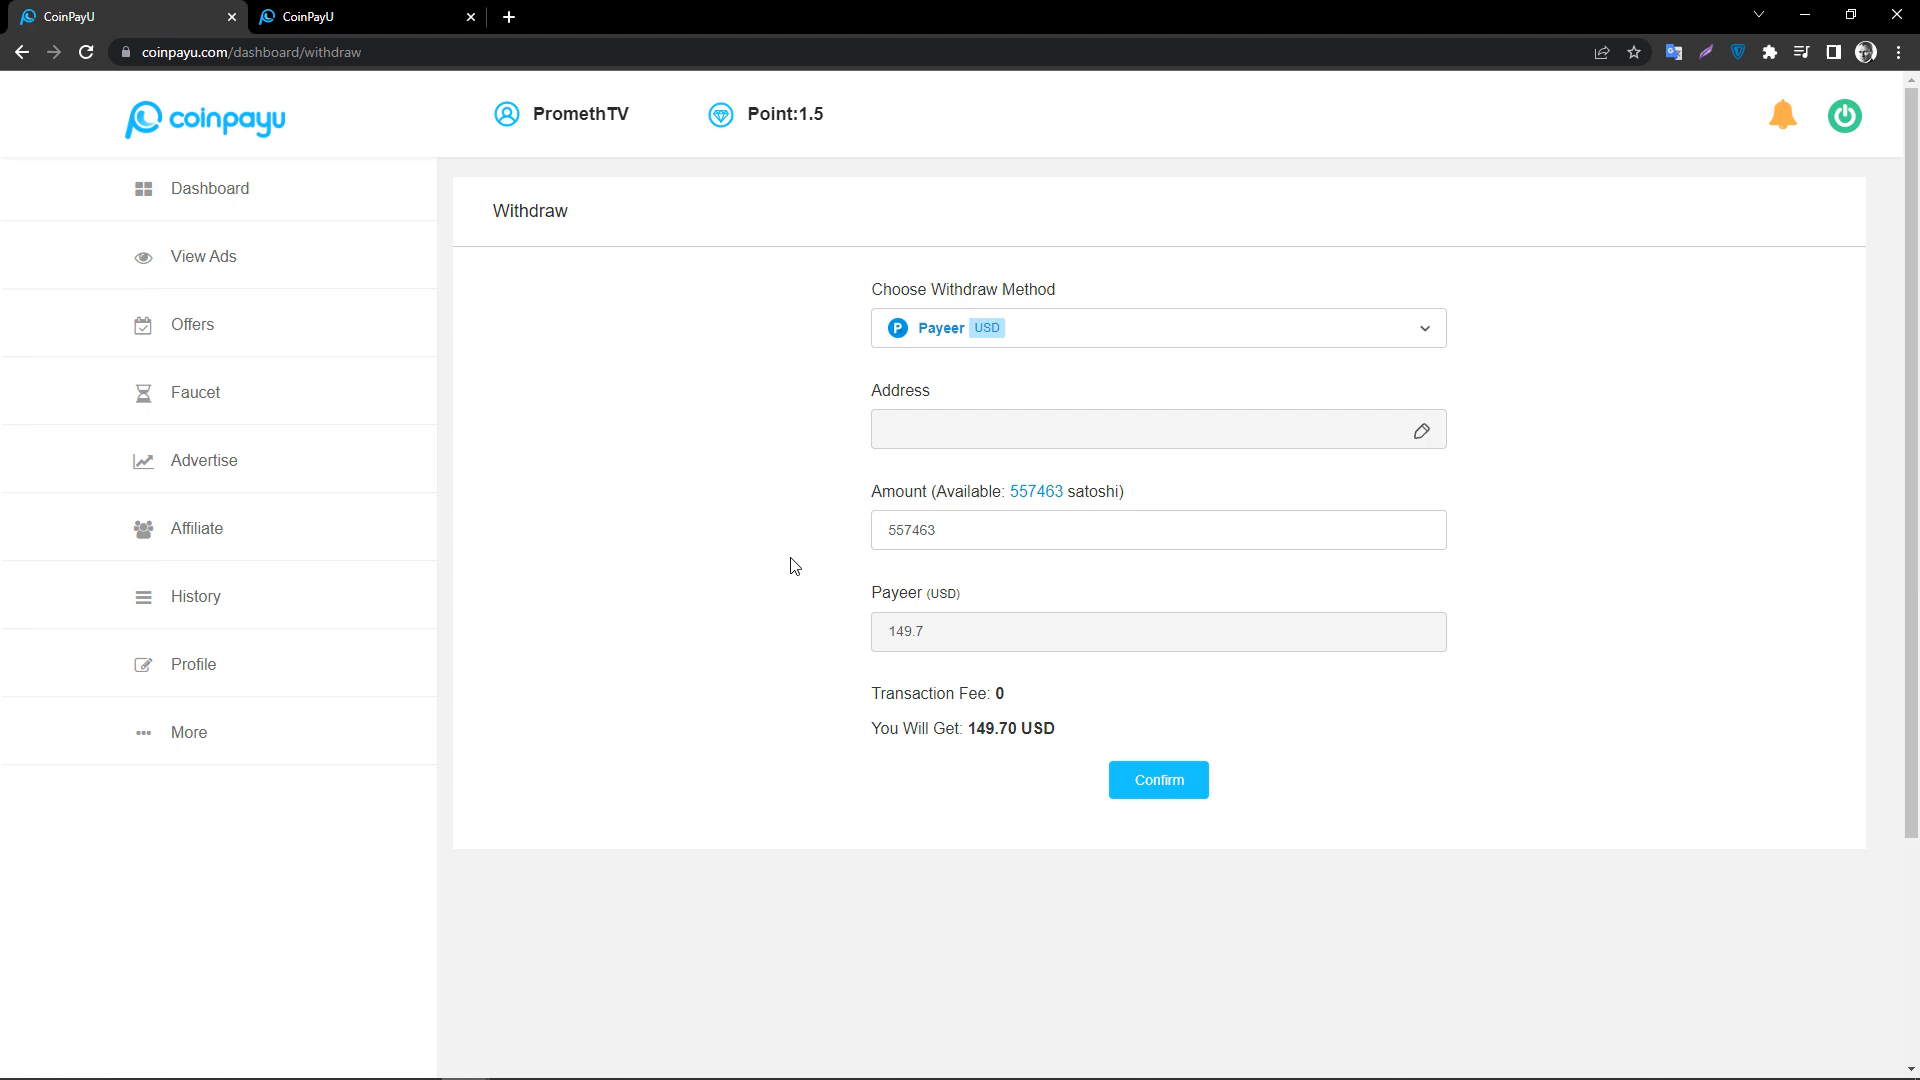 CoinPayU
CoinPayU
coinpayu.com/dashboard/withdraw
coinpayu
PromethTV
Point:1.5
Dashboard
View Ads
Offers
Faucet
Advertise
Affiliate
History
Profile
More
Withdraw
Choose Withdraw Method
P Payeer USD
Address
Amount (Available: 557463 satoshi)
557463
Payeer (USD)
149.7
Transaction Fee: 0
You Will Get: 149.70 USD
Confirm